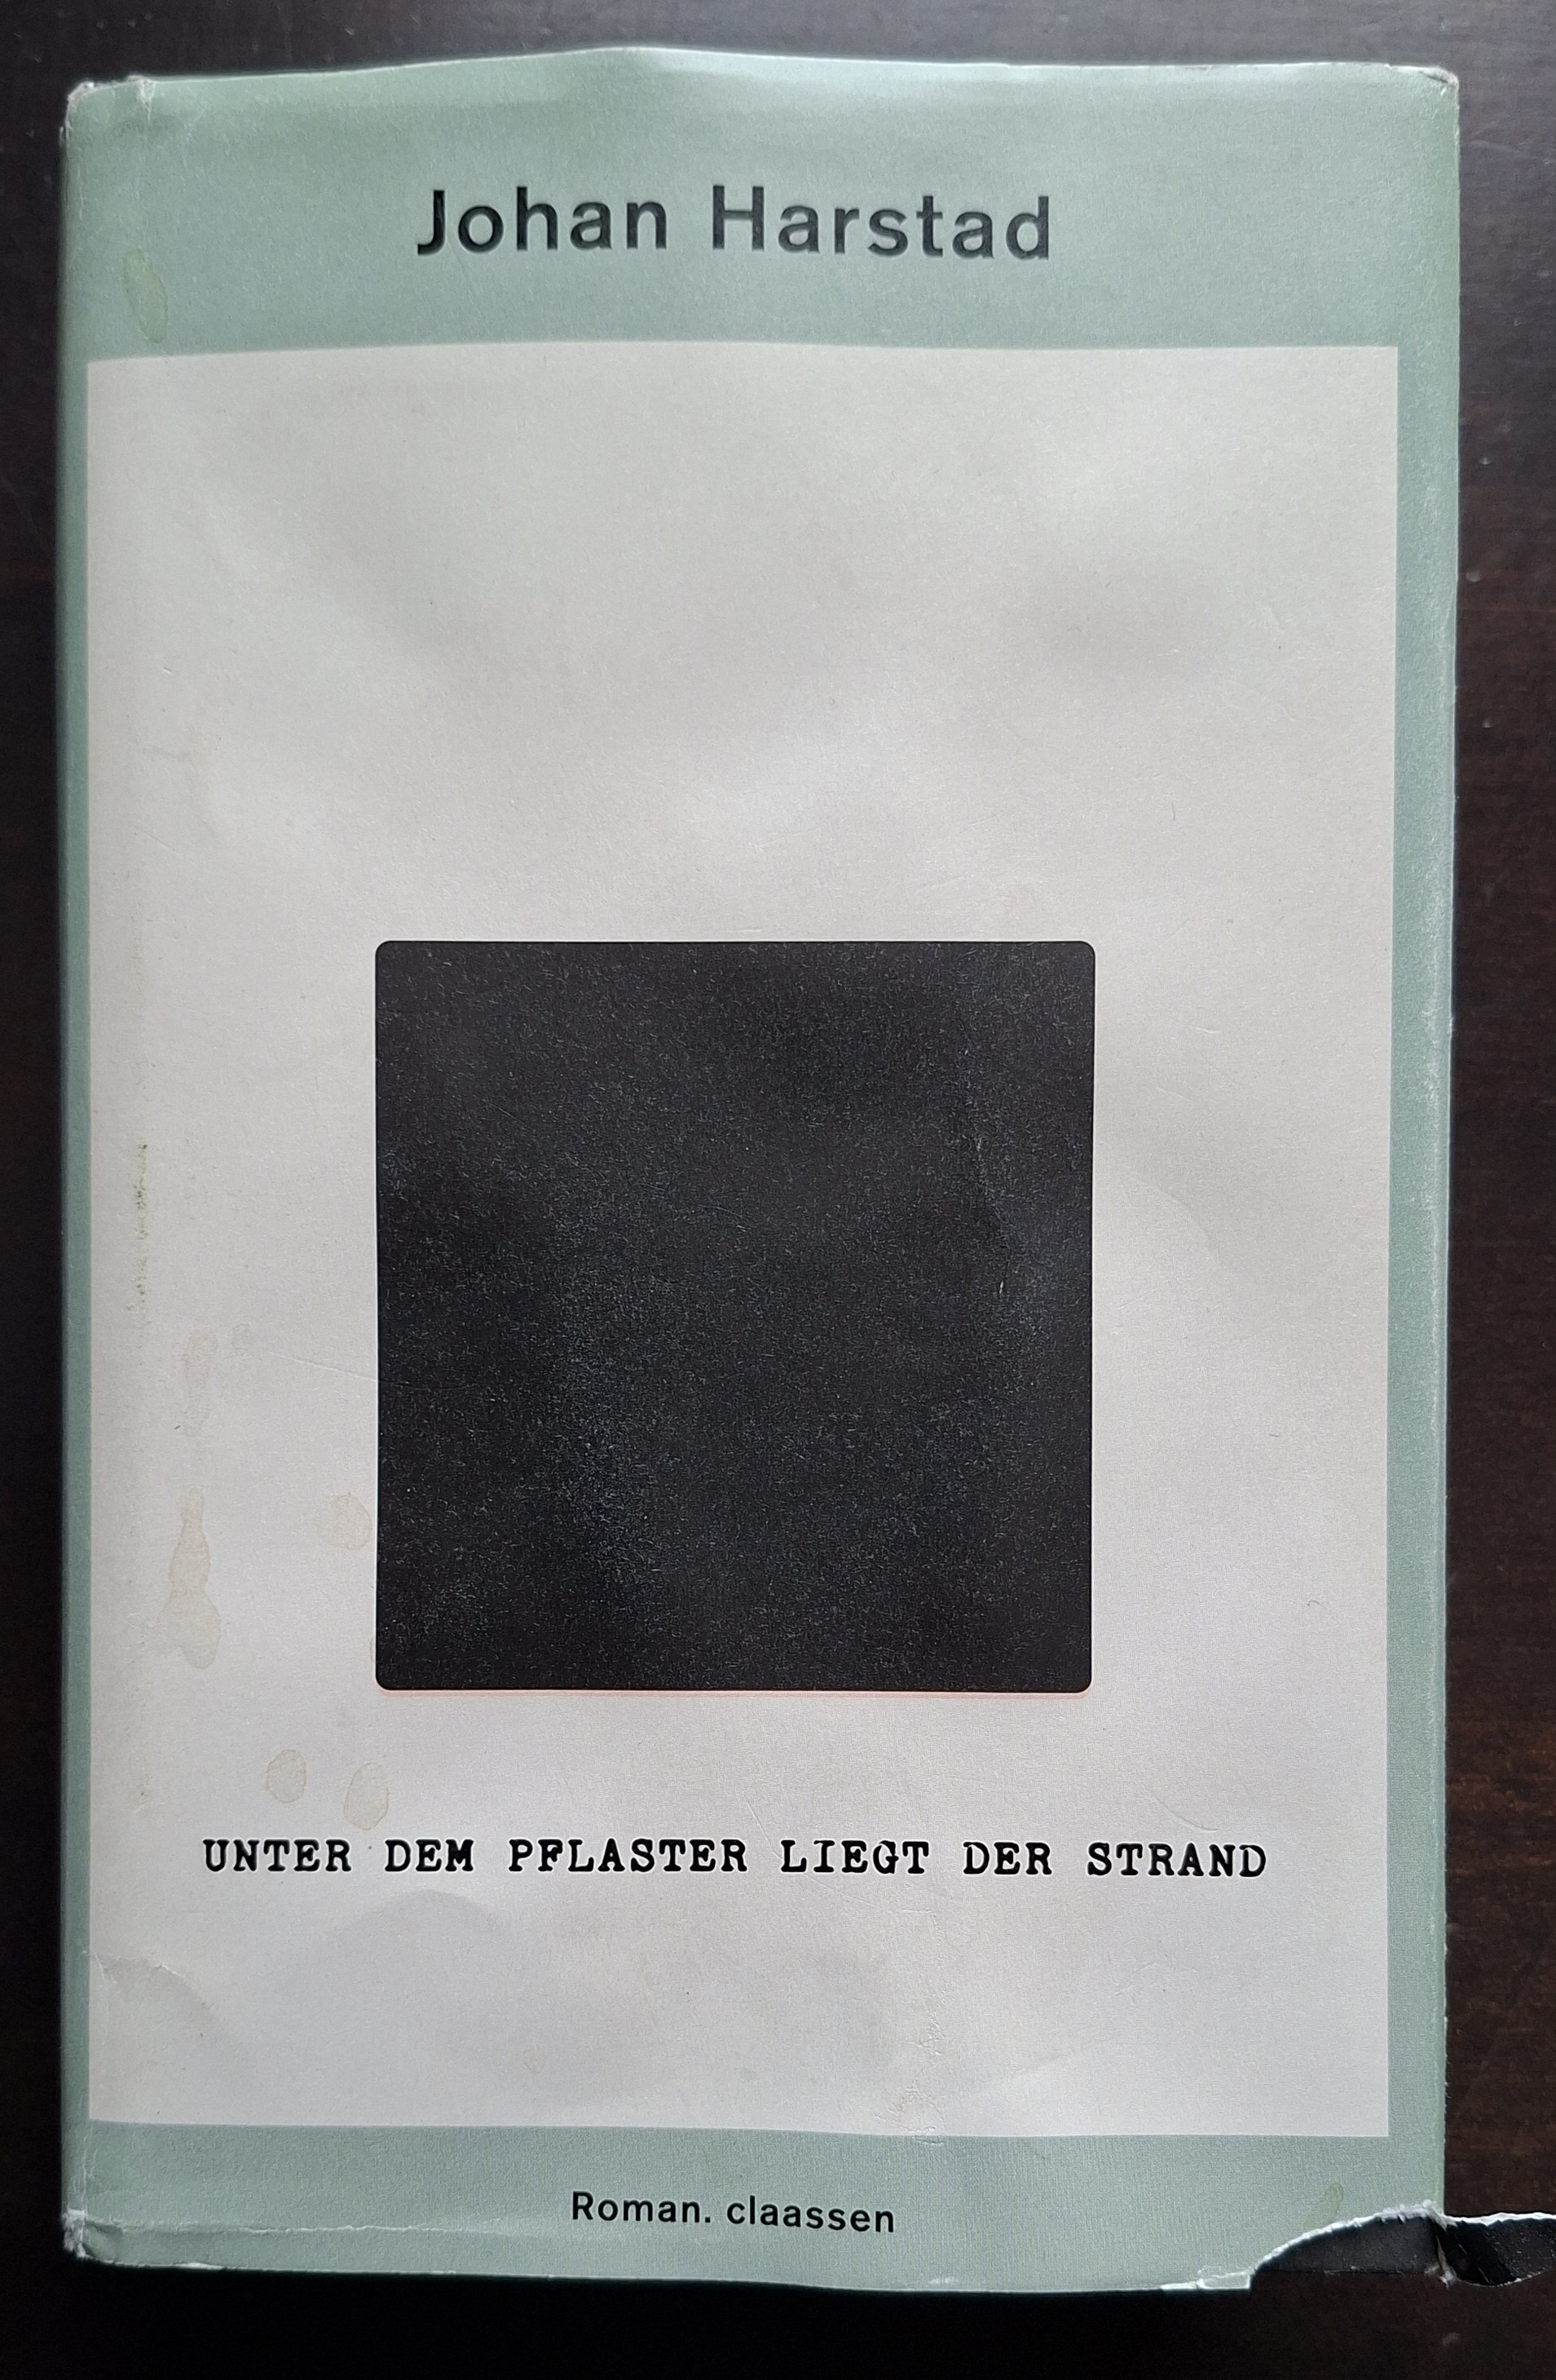 Johan Harstad
UNTER DEM PFLASTER LIEGT DER STRAND
Roman. claassen